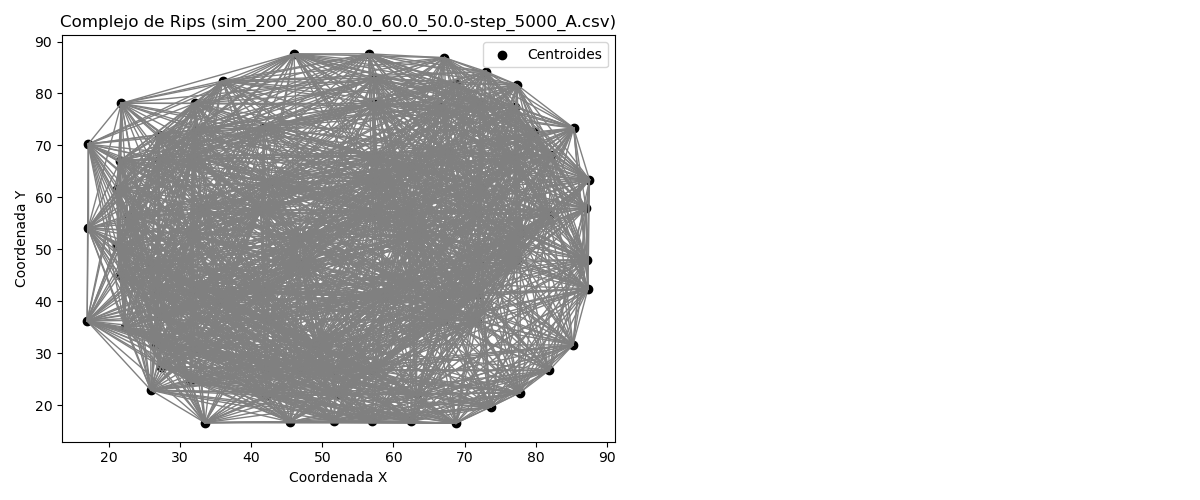 Complejo de Rips (sim_200_200_80.0_60.0_50.0-step_5000_A.csv)
Centroides
90
80
70
60
50
40
30
20
Coordenada Y
20 30 40 50 60 70 80 90
Coordenada X